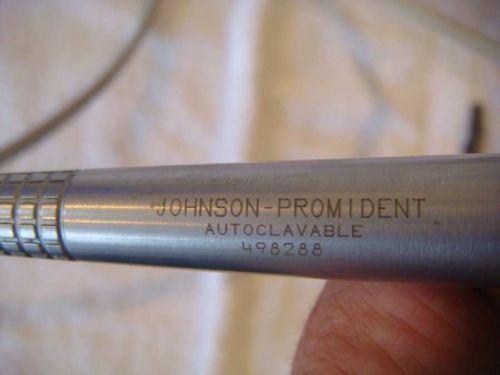 JOHNSON-PROMIDENT
AUTOCLAVABLE
498288